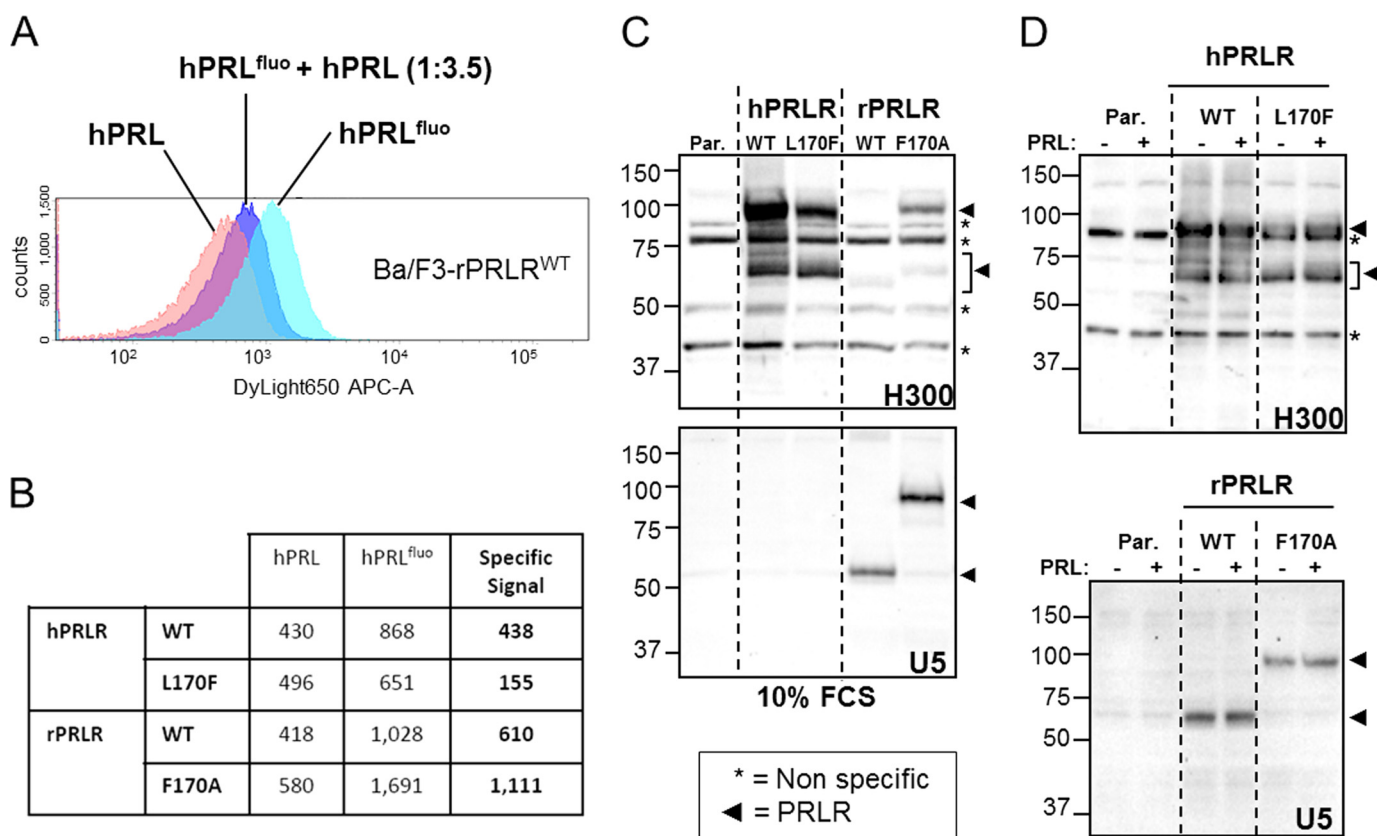 A
hPRL^fluo + hPRL (1:3.5)
hPRL
hPRL^fluo
counts
1,500
1,000
500
0
Ba/F3-rPRLR^WT
10^2
10^3
10^4
10^5
DyLight650 APC-A
B
hPRL hPRL^fluo Specific Signal
hPRLR WT 430 868 438
L170F 496 651 155
rPRLR WT 418 1,028 610
F170A 580 1,691 1,111
C
hPRLR rPRLR
Par. WT L170F WT F170A
150
100
75
50
37
*
*
*
*
H300
150
100
75
50
37
U5
10% FCS
* = Non specific
◄ = PRLR
D
hPRLR
Par. WT L170F
PRL: - + - + - +
150
100
75
50
37
*
*
H300
rPRLR
Par. WT F170A
PRL: - + - + - +
150
100
75
50
37
U5